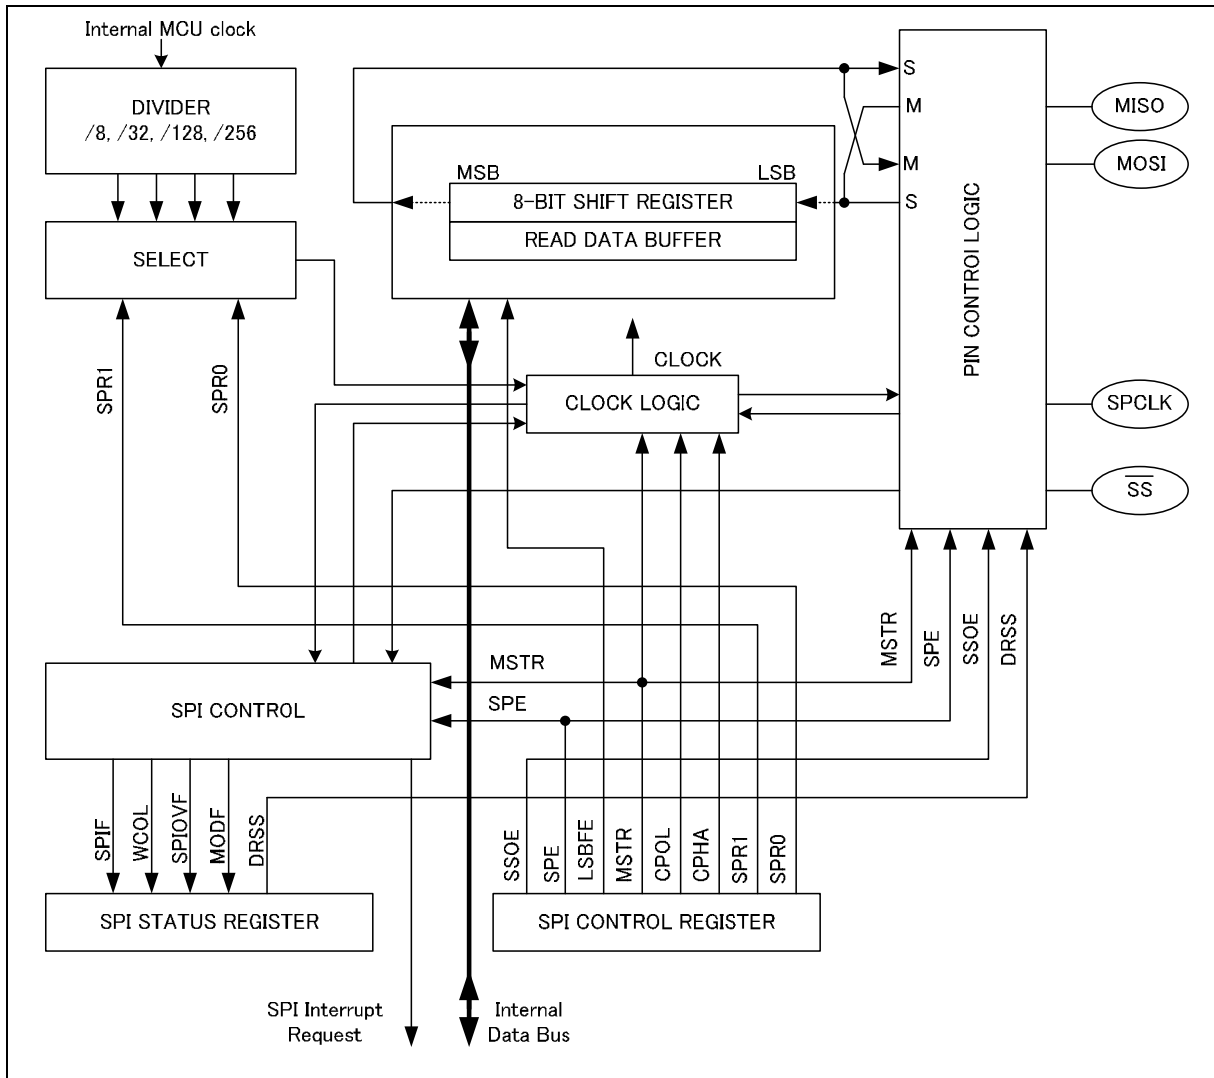 Internal MCU clock
DIVIDER
/8, /32, /128, /256
SELECT
SPR1
SPR0
MSB
LSB
8-BIT SHIFT REGISTER
READ DATA BUFFER
CLOCK
CLOCK LOGIC
S
M
M
S
PIN CONTROl LOGIC
MISO
MOSI
SPCLK
SS
MSTR
SPE
SSOE
DRSS
MSTR
SPE
SPI CONTROL
SPIF
WCOL
SPIOVF
MODF
DRSS
SSOE
SPE
LSBFE
MSTR
CPOL
CPHA
SPR1
SPR0
SPI STATUS REGISTER
SPI CONTROL REGISTER
SPI Interrupt
Request
Internal
Data Bus